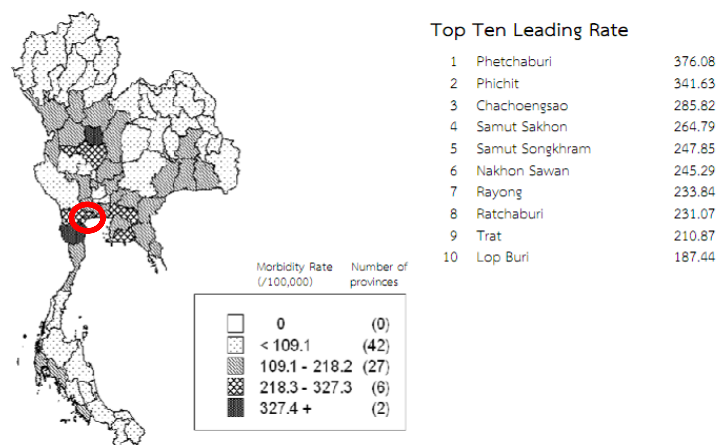 Top Ten Leading Rate
1 Phetchaburi 376.08
2 Phichit 341.63
3 Chachoengsao 285.82
4 Samut Sakhon 264.79
5 Samut Songkhram 247.85
6 Nakhon Sawan 245.29
7 Rayong 233.84
8 Ratchaburi 231.07
9 Trat 210.87
10 Lop Buri 187.44
Morbidity Rate Number of
(/100,000) provinces
0 (0)
< 109.1 (42)
109.1 - 218.2 (27)
218.3 - 327.3 (6)
327.4 + (2)